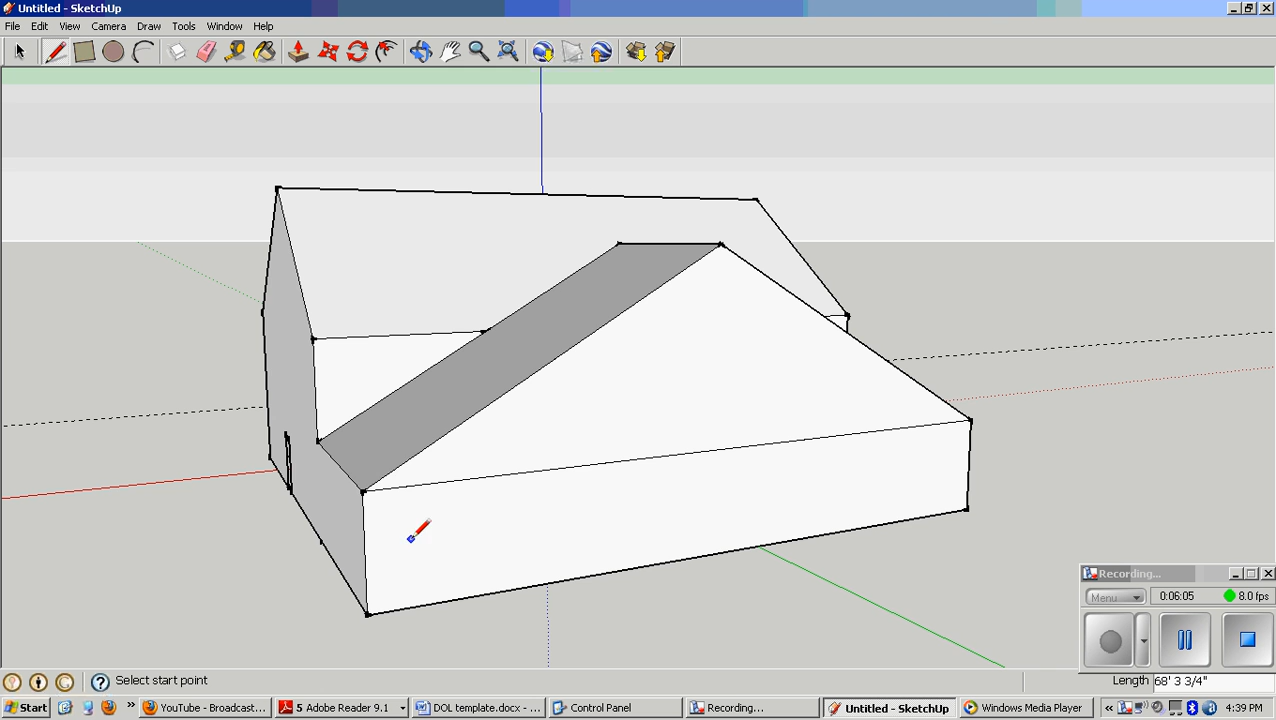 Untitled - SketchUp
File Edit View Camera Draw Tools Window Help
Recording...
Menu 0:06:05 8.0 fps
Select start point Length 68' 3 3/4"
Start YouTube - Broadcast... 5 Adobe Reader 9.1 DOL template.docx - ... Control Panel Recording... Untitled - SketchUp Windows Media Player 4:39 PM